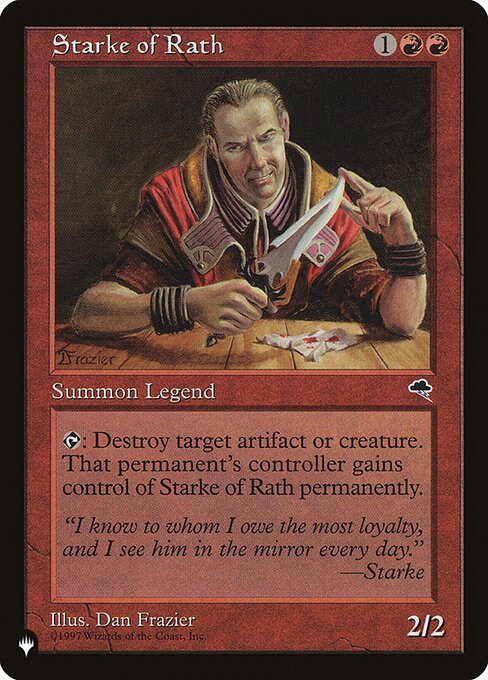 Starke of Rath 1
DFrazier
Summon Legend
: Destroy target artifact or creature.
That permanent's controller gains
control of Starke of Rath permanently.
“I know to whom I owe the most loyalty,
and I see him in the mirror every day.”
—Starke
Illus. Dan Frazier
©1997 Wizards of the Coast, Inc.
2/2